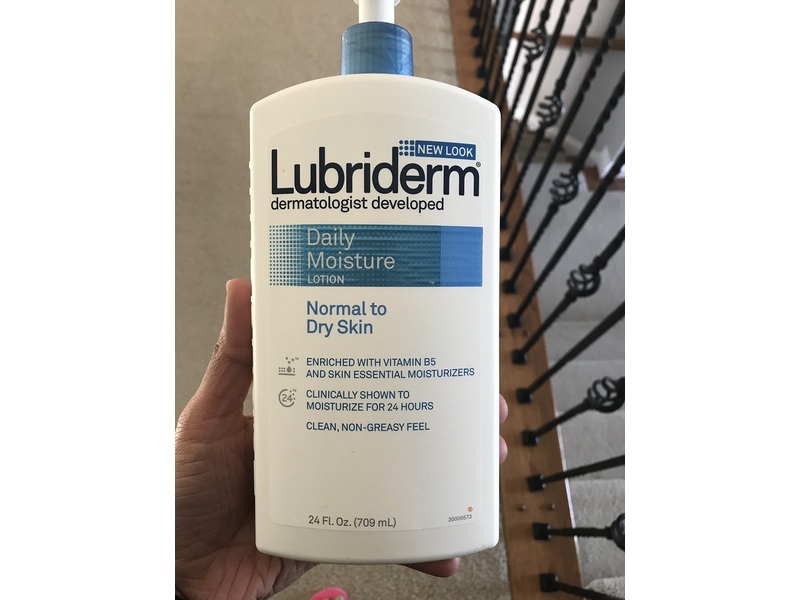 NEW LOOK
Lubriderm®
dermatologist developed
Daily
Moisture
LOTION
Normal to
Dry Skin
ENRICHED WITH VITAMIN B5
AND SKIN ESSENTIAL MOISTURIZERS
24
CLINICALLY SHOWN TO
MOISTURIZE FOR 24 HOURS
CLEAN, NON-GREASY FEEL
24 Fl. Oz. (709 mL)